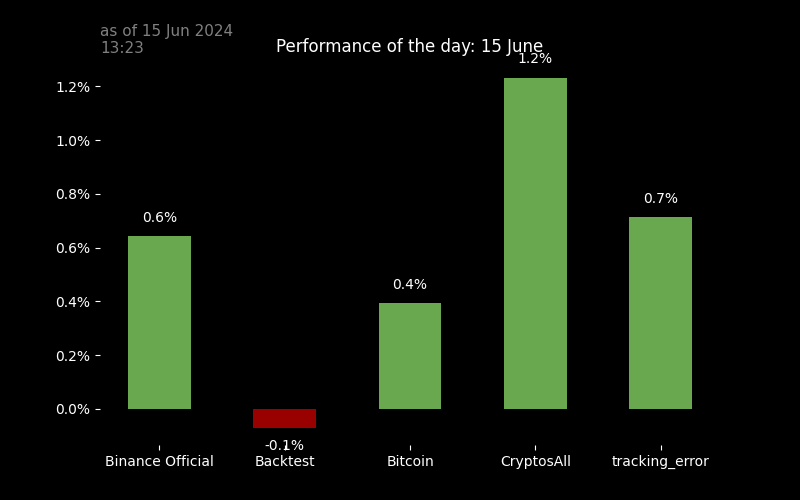 as of 15 Jun 2024
13:23
Performance of the day: 15 June
1.2%
1.2%
1.0%
0.8%
0.6%
0.4%
0.2%
0.0%
0.6%
-0.1%
0.4%
0.7%
Binance Official
Backtest
Bitcoin
CryptosAll
tracking_error